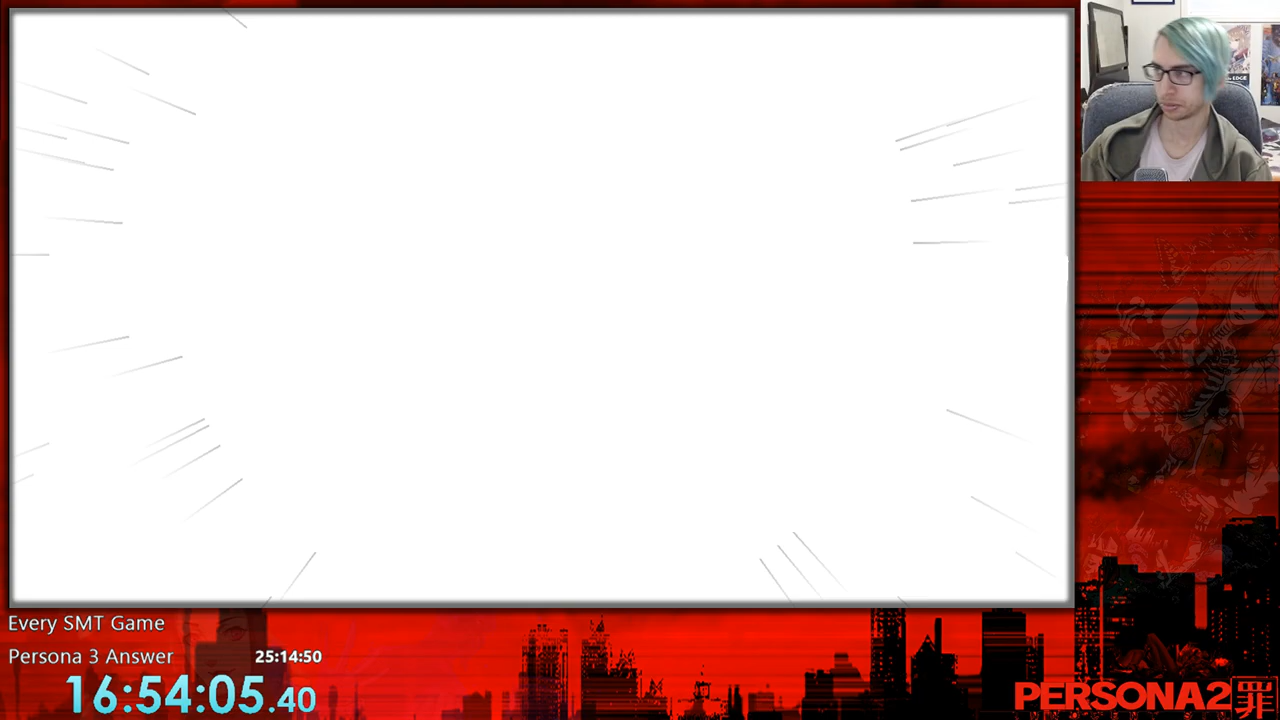 EDGE
Every SMT Game
Persona 3 Answer 25:14:50
16:54:05.40
PERSONA2罪